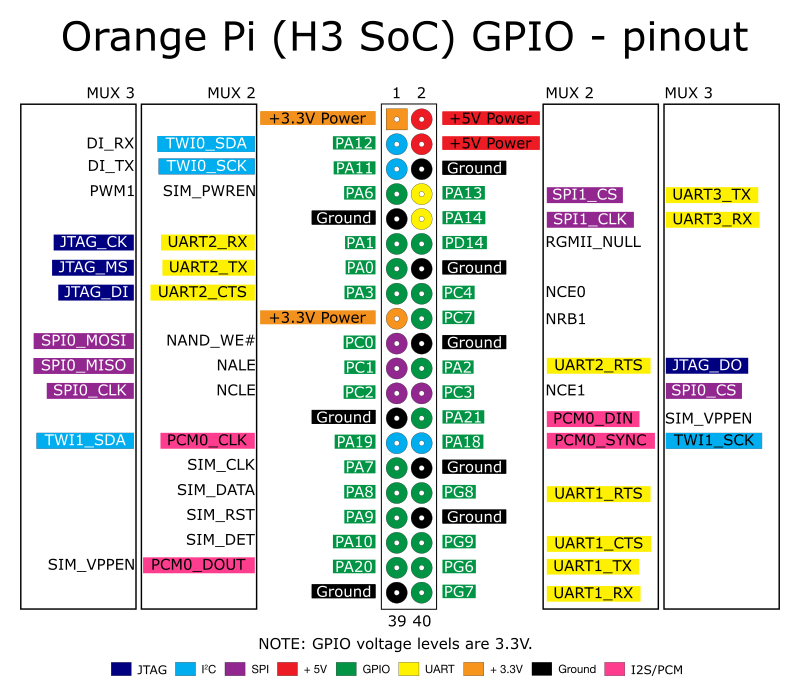 Orange Pi (H3 SoC) GPIO - pinout
MUX 3 MUX 2 1 2 MUX 2 MUX 3
+3.3V Power +5V Power
DI_RX TWI0_SDA PA12 +5V Power
DI_TX TWI0_SCK PA11 Ground
PWM1 SIM_PWREN PA6 PA13 SPI1_CS UART3_TX
Ground PA14 SPI1_CLK UART3_RX
JTAG_CK UART2_RX PA1 PD14 RGMII_NULL
JTAG_MS UART2_TX PA0 Ground
JTAG_DI UART2_CTS PA3 PC4 NCE0
+3.3V Power PC7 NRB1
SPI0_MOSI NAND_WE# PC0 Ground
SPI0_MISO NALE PC1 PA2 UART2_RTS JTAG_DO
SPI0_CLK NCLE PC2 PC3 NCE1 SPI0_CS
Ground PA21 PCM0_DIN SIM_VPPEN
TWI1_SDA PCM0_CLK PA19 PA18 PCM0_SYNC TWI1_SCK
SIM_CLK PA7 Ground
SIM_DATA PA8 PG8 UART1_RTS
SIM_RST PA9 Ground
SIM_DET PA10 PG9 UART1_CTS
SIM_VPPEN PCM0_DOUT PA20 PG6 UART1_TX
Ground PG7 UART1_RX
39 40
NOTE: GPIO voltage levels are 3.3V.
JTAG I²C SPI + 5V GPIO UART + 3.3V Ground I2S/PCM